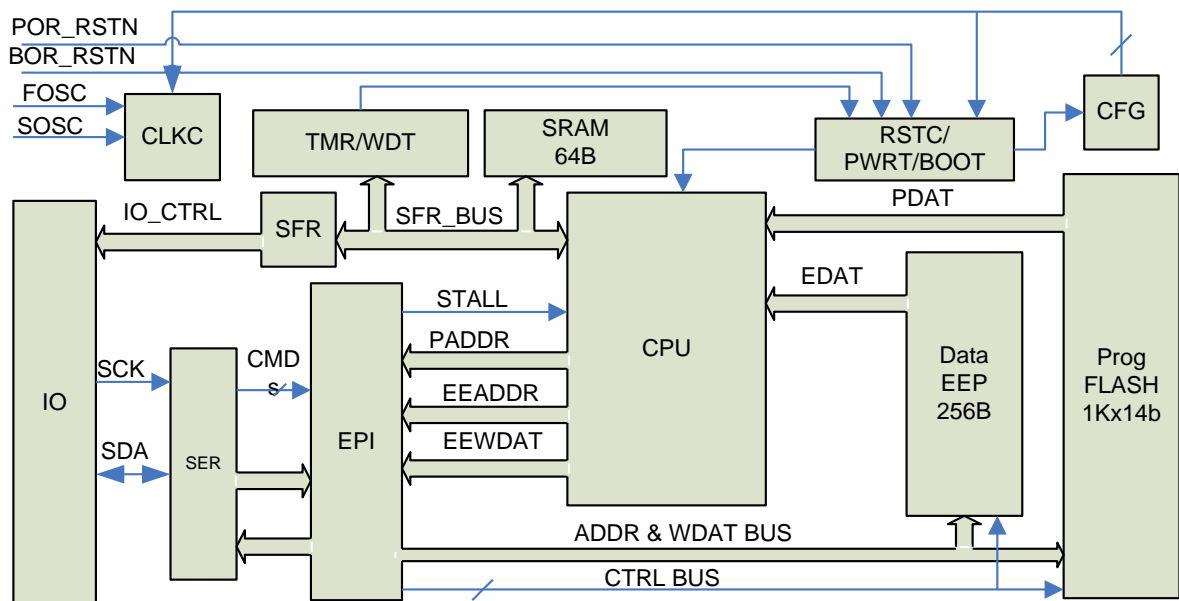 POR_RSTN
BOR_RSTN
FOSC
SOSC
CLKC
TMR/WDT
SRAM
64B
RSTC/
PWRT/BOOT
CFG
IO_CTRL
SFR
SFR_BUS
PDAT
EDAT
STALL
PADDR
CPU
Data
EEP
256B
Prog
FLASH
1Kx14b
IO
SCK
CMD
s
EEADDR
EPI
EEWDAT
SDA
SER
ADDR & WDAT BUS
CTRL BUS